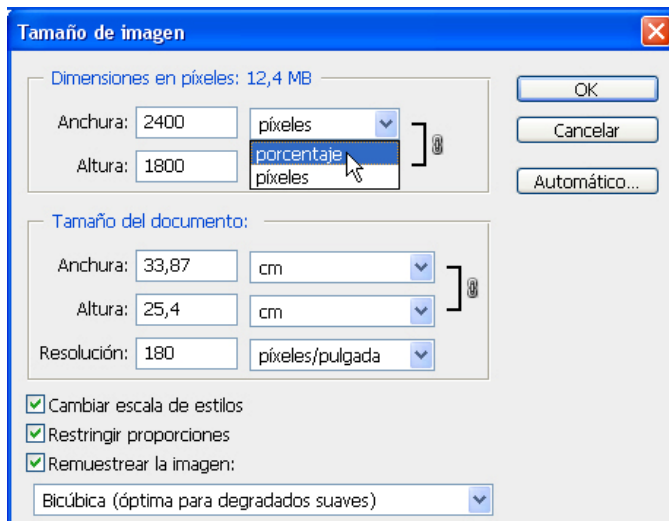 Tamaño de imagen
Dimensiones en píxeles: 12,4 MB
OK
Anchura: 2400 píxeles
Cancelar
porcentaje
Altura: 1800 píxeles
Automático...
Tamaño del documento:
Anchura: 33,87 cm
Altura: 25,4 cm
Resolución: 180 píxeles/pulgada
Cambiar escala de estilos
Restringir proporciones
Remuestrear la imagen:
Bicúbica (óptima para degradados suaves)